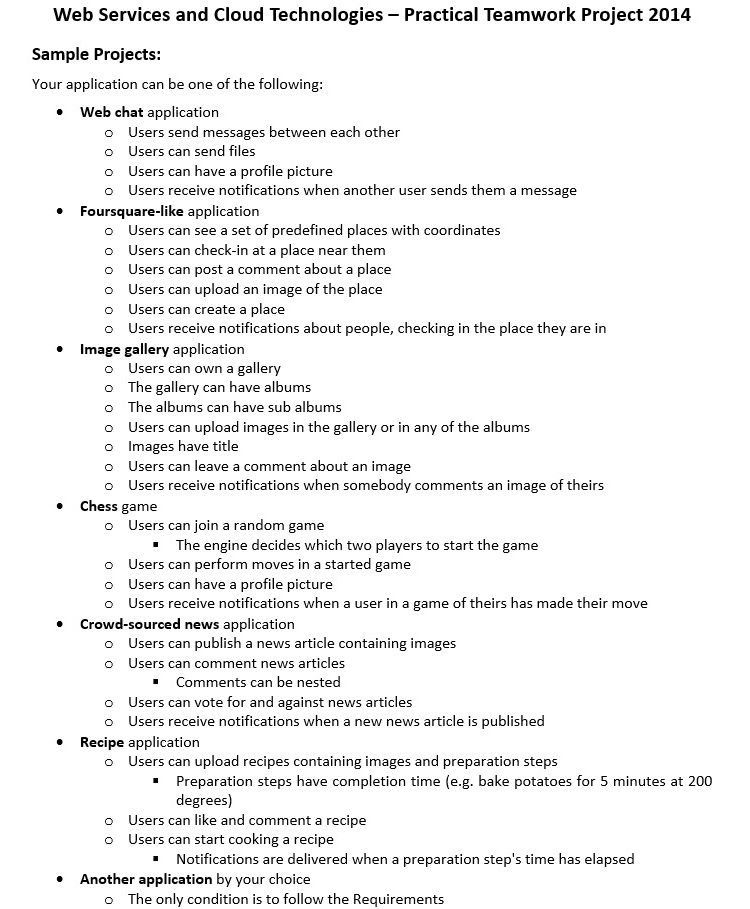 Web Services and Cloud Technologies – Practical Teamwork Project 2014
Sample Projects:
Your application can be one of the following:
• Web chat application
o Users send messages between each other
o Users can send files
o Users can have a profile picture
o Users receive notifications when another user sends them a message
• Foursquare-like application
o Users can see a set of predefined places with coordinates
o Users can check-in at a place near them
o Users can post a comment about a place
o Users can upload an image of the place
o Users can create a place
o Users receive notifications about people, checking in the place they are in
• Image gallery application
o Users can own a gallery
o The gallery can have albums
o The albums can have sub albums
o Users can upload images in the gallery or in any of the albums
o Images have title
o Users can leave a comment about an image
o Users receive notifications when somebody comments an image of theirs
• Chess game
o Users can join a random game
▪ The engine decides which two players to start the game
o Users can perform moves in a started game
o Users can have a profile picture
o Users receive notifications when a user in a game of theirs has made their move
• Crowd-sourced news application
o Users can publish a news article containing images
o Users can comment news articles
▪ Comments can be nested
o Users can vote for and against news articles
o Users receive notifications when a new news article is published
• Recipe application
o Users can upload recipes containing images and preparation steps
▪ Preparation steps have completion time (e.g. bake potatoes for 5 minutes at 200
degrees)
o Users can like and comment a recipe
o Users can start cooking a recipe
▪ Notifications are delivered when a preparation step's time has elapsed
• Another application by your choice
o The only condition is to follow the Requirements